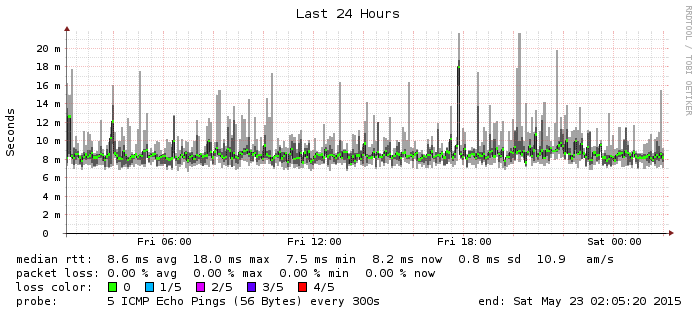 Last 24 Hours
RRDTOOL / TOBI OETIKER
Seconds
20 m
18 m
16 m
14 m
12 m
10 m
8 m
6 m
4 m
2 m
0
Fri 06:00 Fri 12:00 Fri 18:00 Sat 00:00
median rtt: 8.6 ms avg 18.0 ms max 7.5 ms min 8.2 ms now 0.8 ms sd 10.9 am/s
packet loss: 0.00 % avg 0.00 % max 0.00 % min 0.00 % now
loss color: 0 1/5 2/5 3/5 4/5
probe: 5 ICMP Echo Pings (56 Bytes) every 300s end: Sat May 23 02:05:20 2015